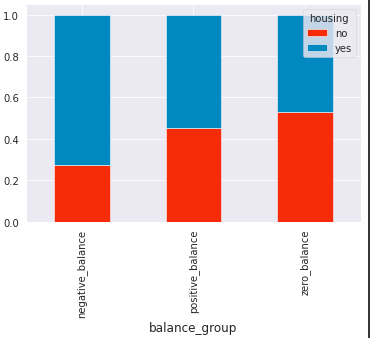 1.0
0.8
0.6
0.4
0.2
0.0
housing
no
yes
negative_balance
positive_balance
zero_balance
balance_group